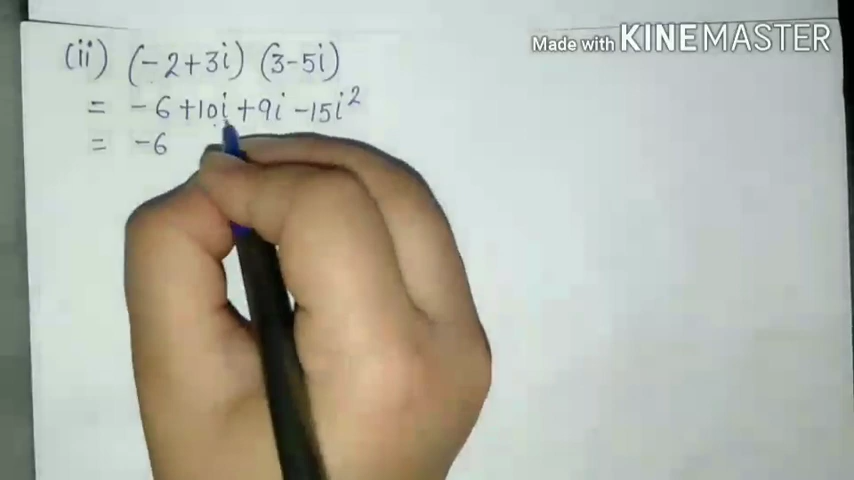 Made with KINEMASTER
(ii) (-2+3i) (3-5i)
= -6+10i+9i-15i²
= -6